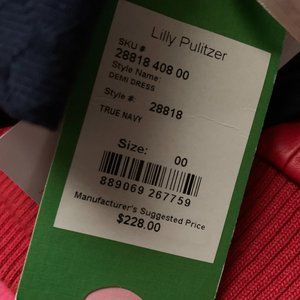 Lilly Pulitzer
SKU #
28818 408 00
Style Name:
DEMI DRESS
Style #: 28818
TRUE NAVY
Size: 00
889069 267759
Manufacturer's Suggested Price
$228.00